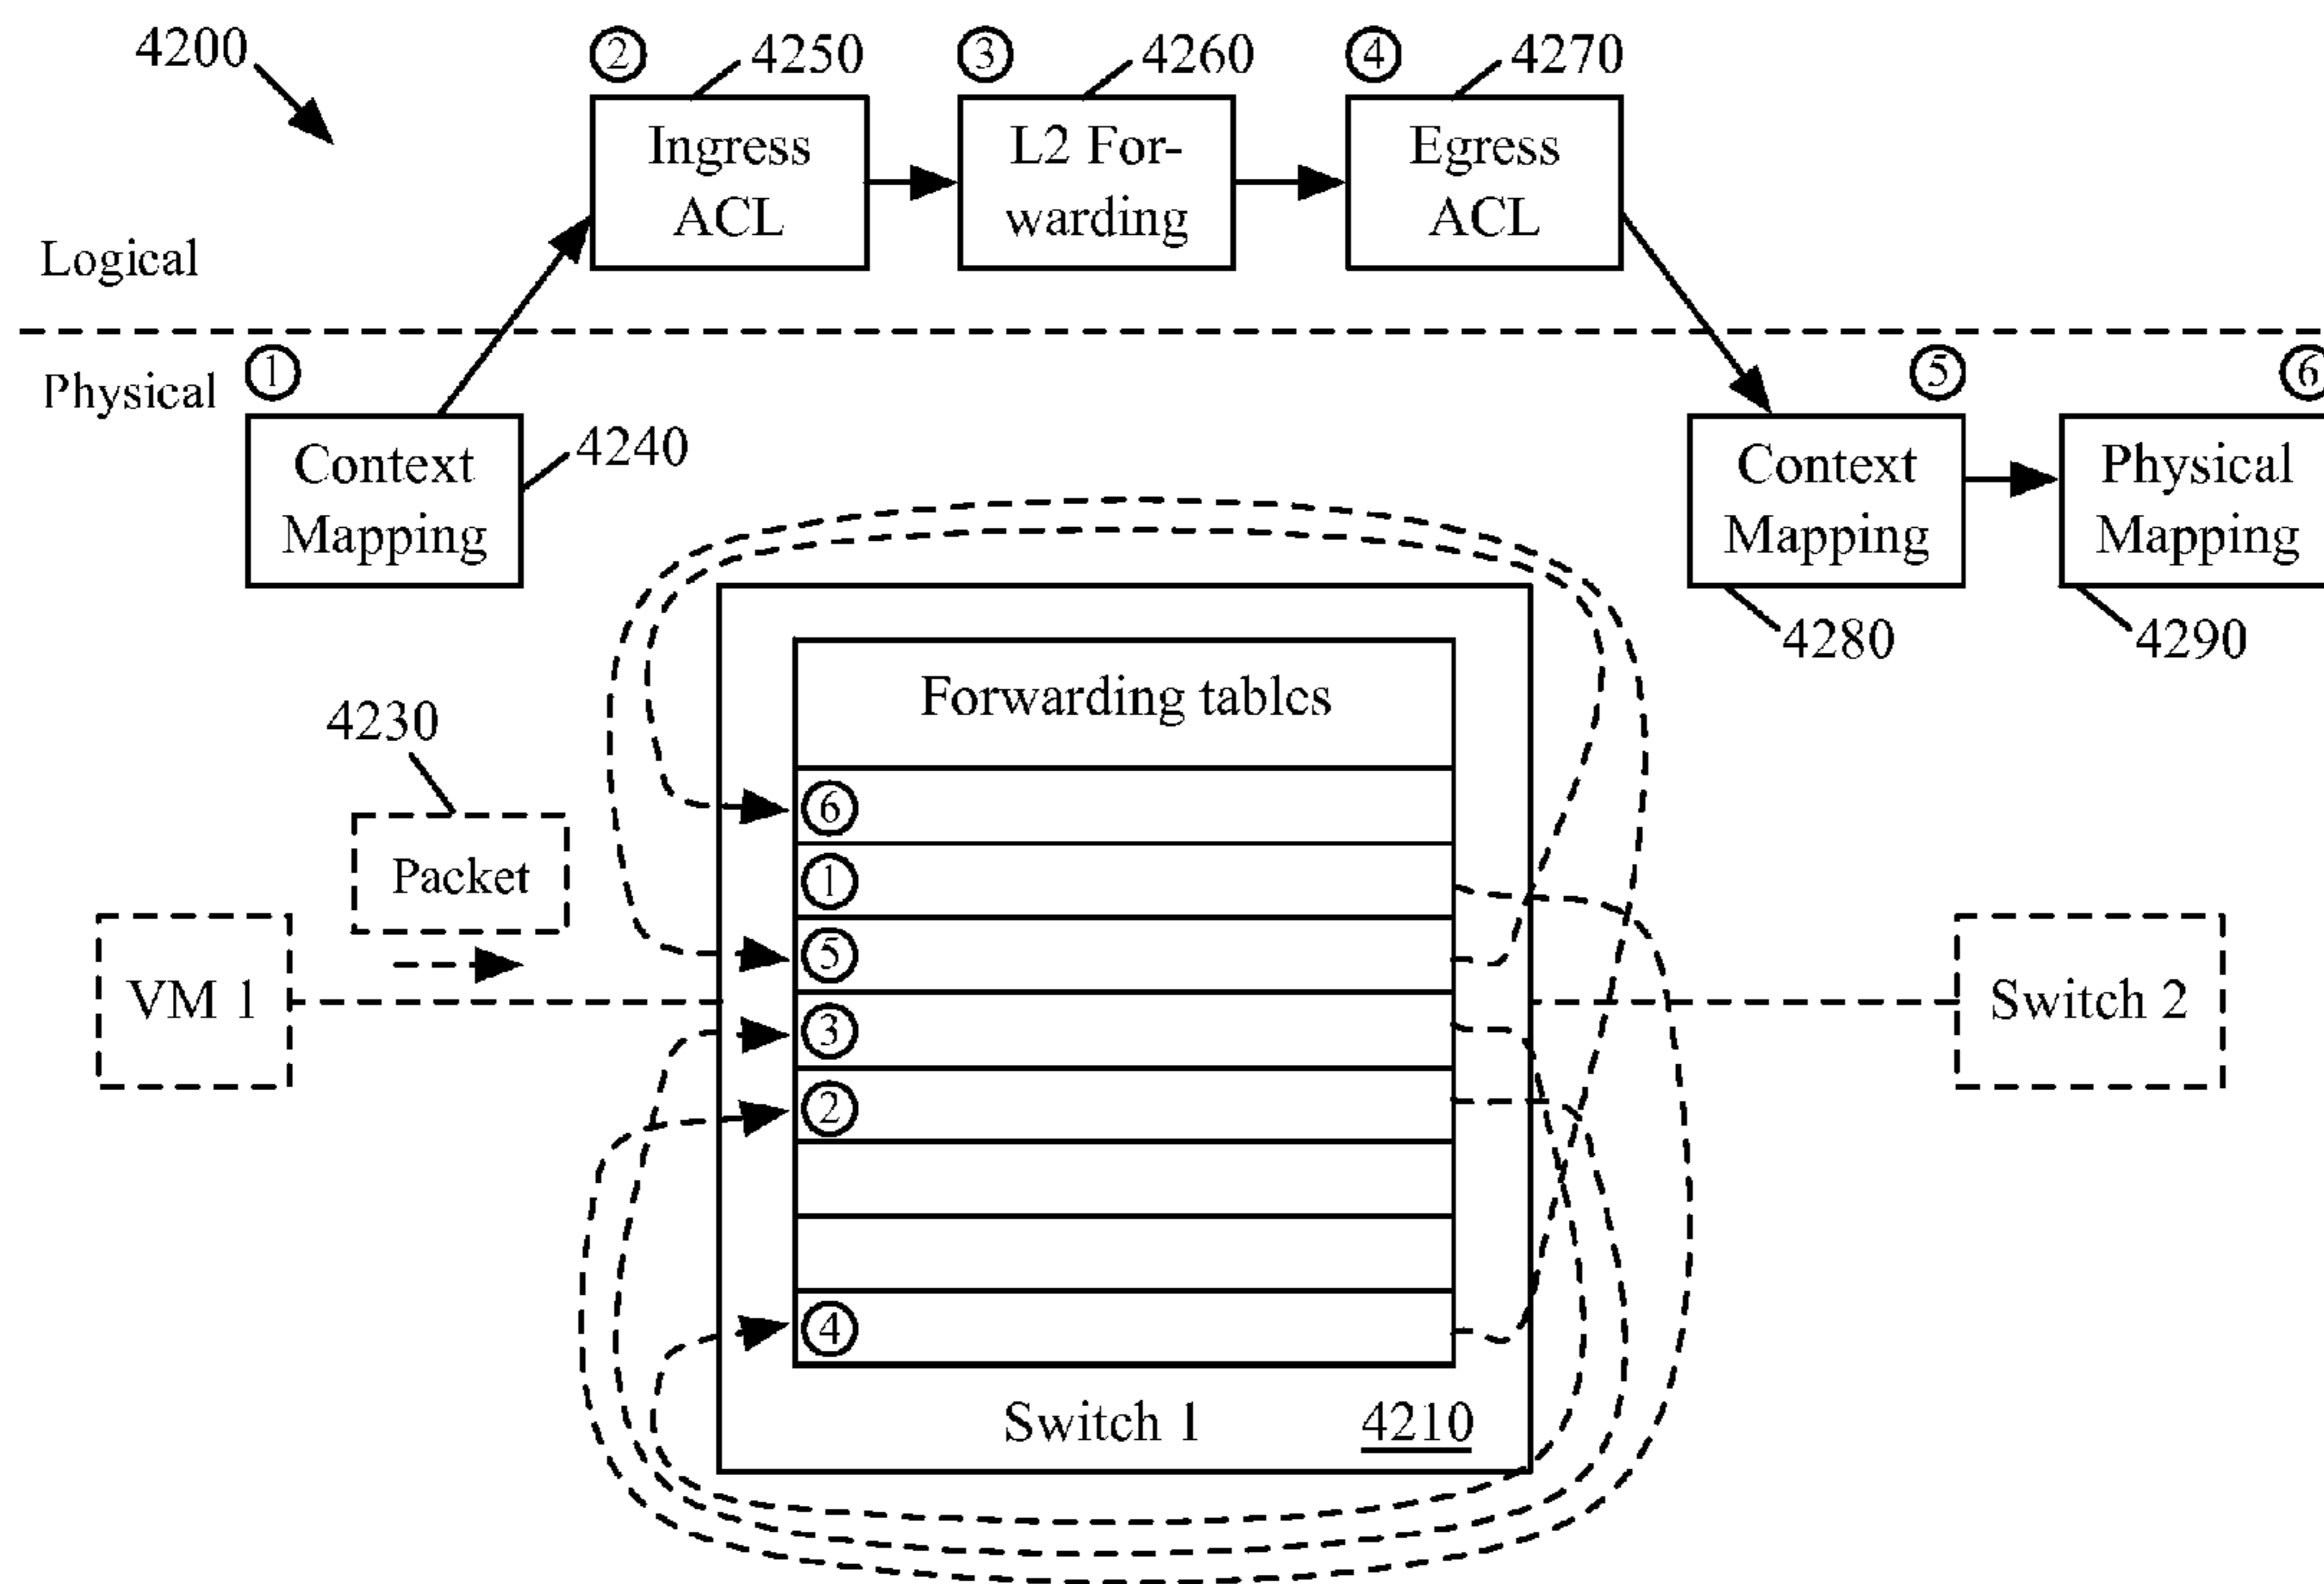 4200
② 4250 ③ 4260 ④ 4270
Ingress
ACL
L2 For-
warding
Egress
ACL
Logical
Physical
①
⑤
⑥
Context
Mapping
4240
Context
Mapping
Physical
Mapping
4280
4290
Forwarding tables
4230
Packet
VM 1
⑥
①
⑤
③
②
④
Switch 2
Switch 1 4210